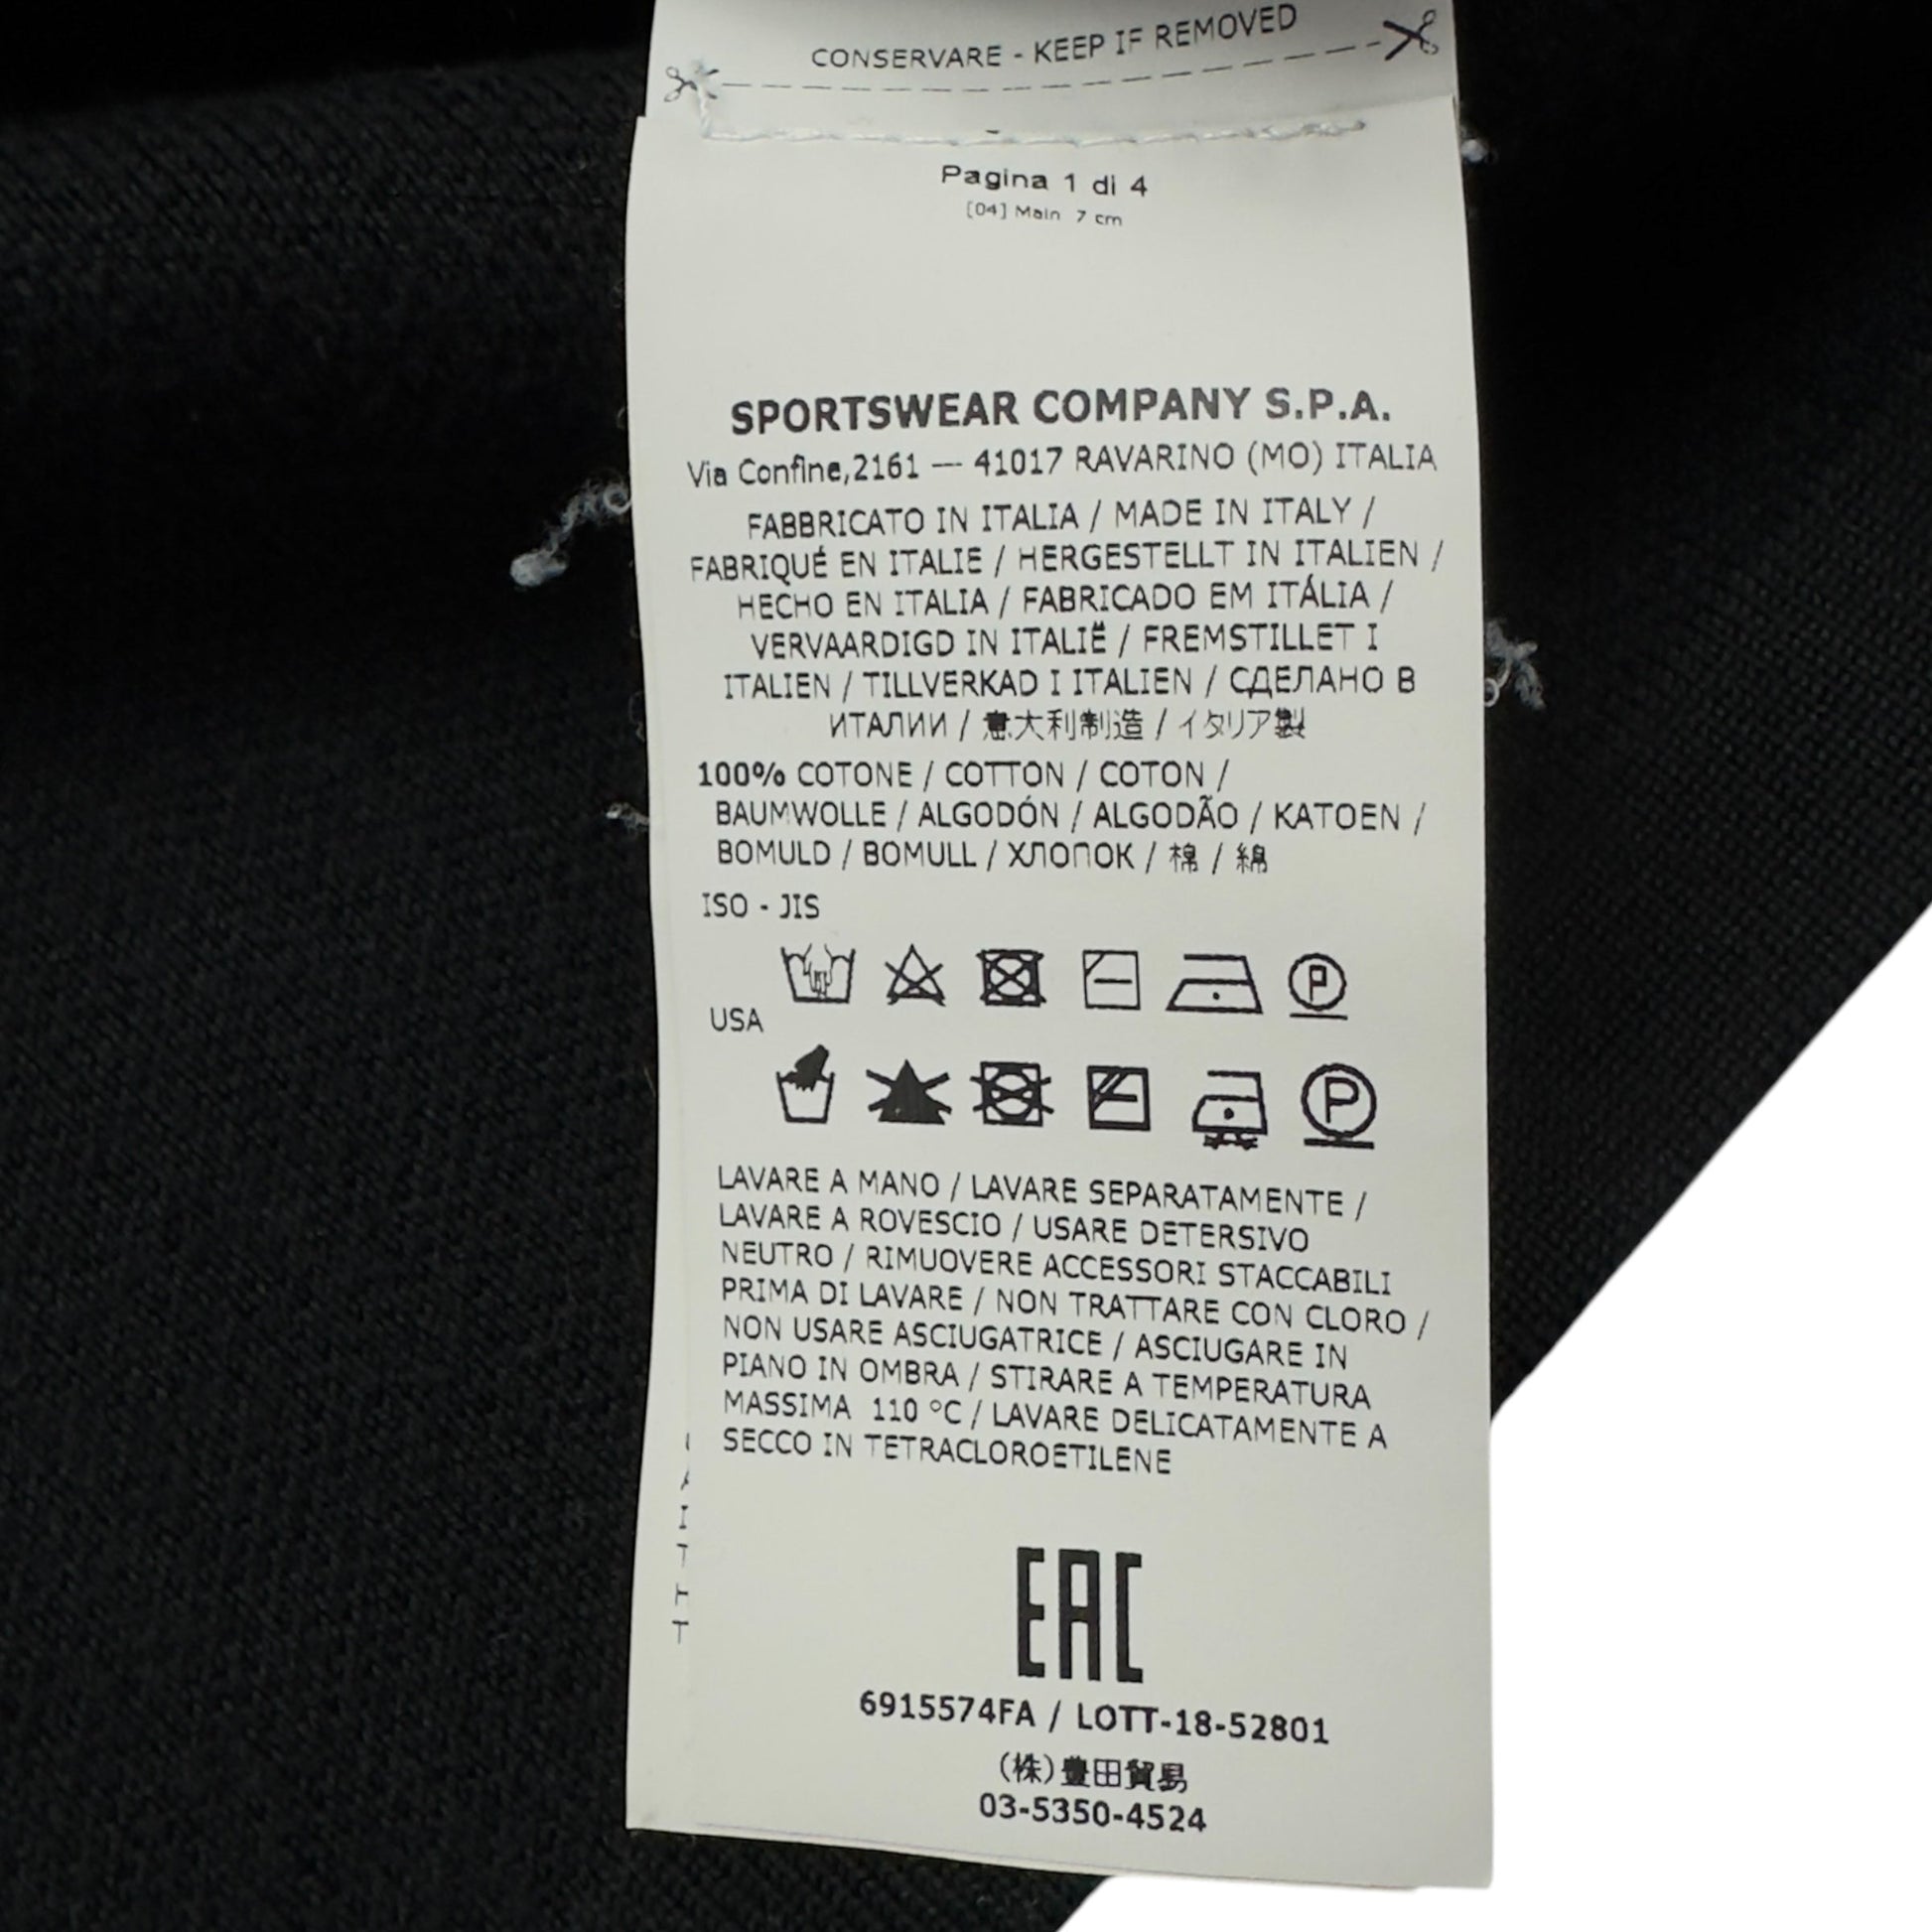 CONSERVARE - KEEP IF REMOVED
Pagina 1 di 4
[04] Main 7 cm
SPORTSWEAR COMPANY S.P.A.
Via Confine,2161 — 41017 RAVARINO (MO) ITALIA
FABBRICATO IN ITALIA / MADE IN ITALY /
FABRIQUÉ EN ITALIE / HERGESTELLT IN ITALIEN /
HECHO EN ITALIA / FABRICADO EM ITÁLIA /
VERVAARDIGD IN ITALIË / FREMSTILLET I
ITALIEN / TILLVERKAD I ITALIEN / СДЕЛАНО В
ИТАЛИИ / 意大利制造 / イタリア製
100% COTONE / COTTON / COTON /
BAUMWOLLE / ALGODÓN / ALGODÃO / KATOEN /
BOMULD / BOMULL / ХЛОПОК / 棉 / 綿
ISO - JIS
P
USA
P
LAVARE A MANO / LAVARE SEPARATAMENTE /
LAVARE A ROVESCIO / USARE DETERSIVO
NEUTRO / RIMUOVERE ACCESSORI STACCABILI
PRIMA DI LAVARE / NON TRATTARE CON CLORO /
NON USARE ASCIUGATRICE / ASCIUGARE IN
PIANO IN OMBRA / STIRARE A TEMPERATURA
MASSIMA 110 °C / LAVARE DELICATAMENTE A
SECCO IN TETRACLOROETILENE
EAC
6915574FA / LOTT-18-52801
(株)豊田貿易
03-5350-4524